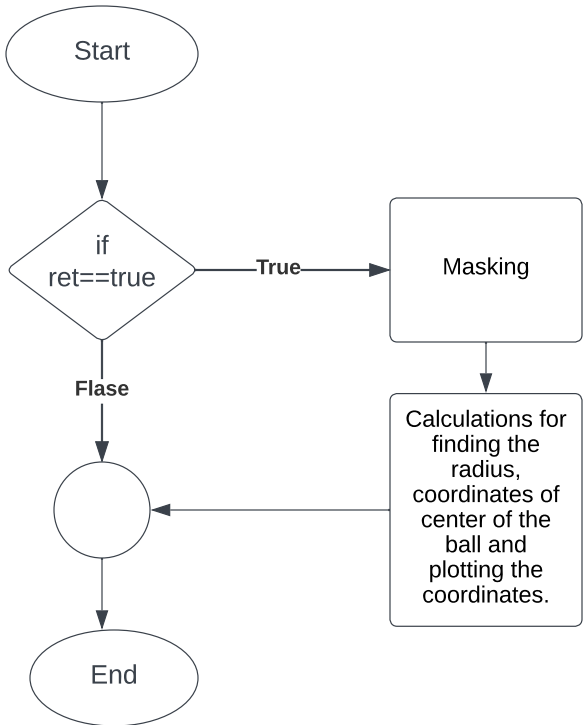 Start
if
ret==true
True
Masking
Flase
Calculations for
finding the
radius,
coordinates of
center of the
ball and
plotting the
coordinates.
End